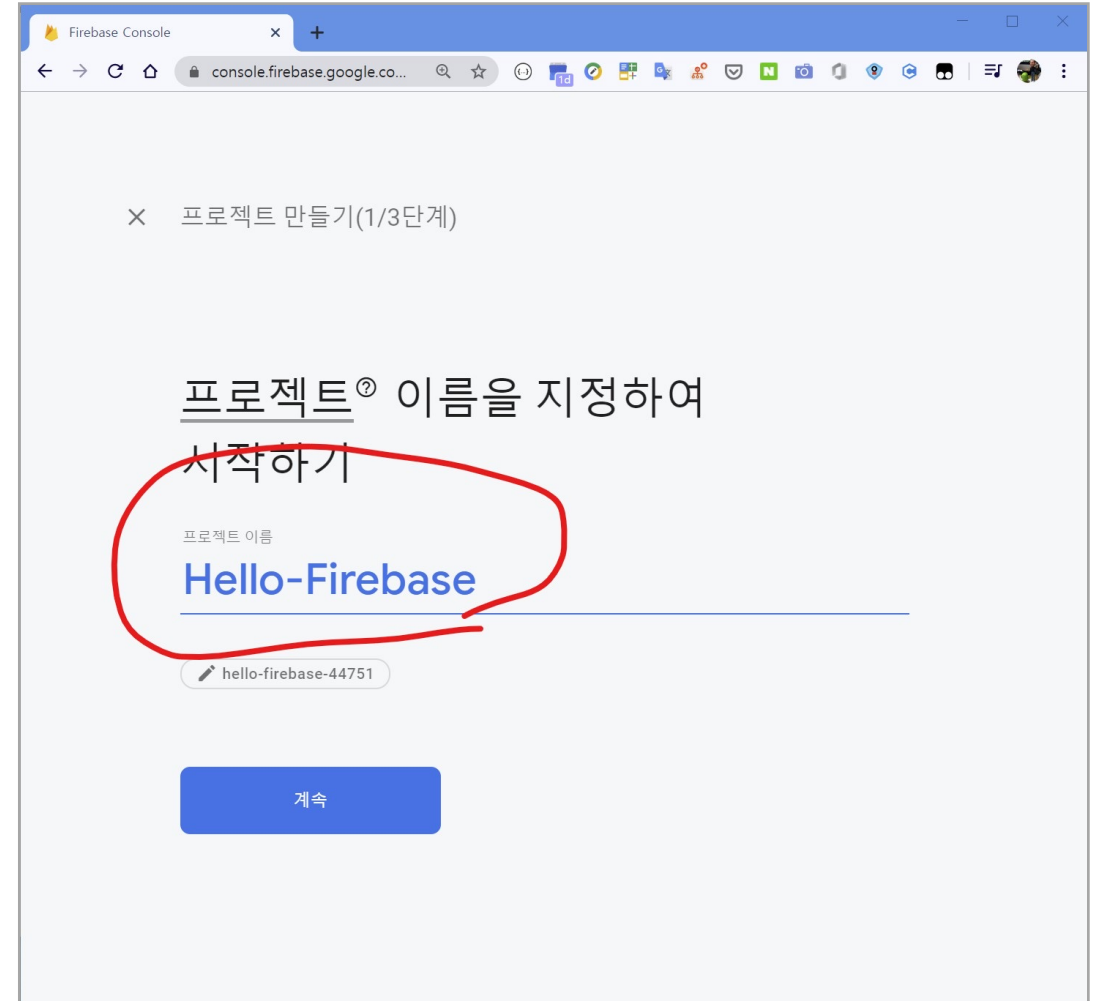 Firebase Console
console.firebase.google.co...
1d
N
프로젝트 만들기(1/3단계)
프로젝트? 이름을 지정하여
시작하기
프로젝트 이름
Hello-Firebase
hello-firebase-44751
계속